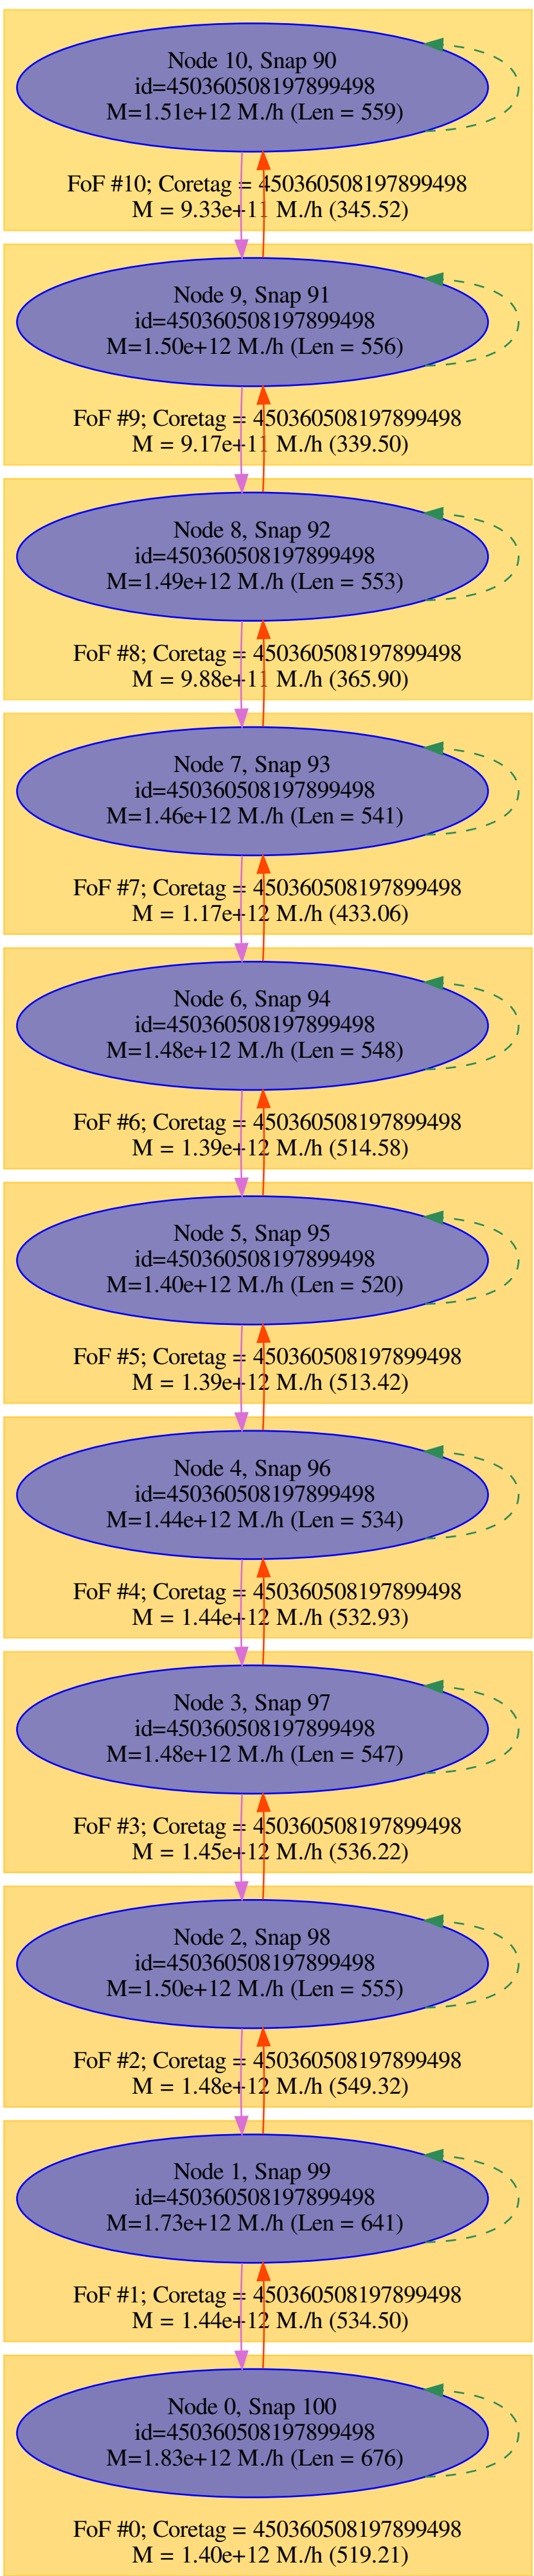 Node 10, Snap 90
id=450360508197899498
M=1.51e+12 M./h (Len = 559)
FoF #10; Coretag = 450360508197899498
M = 9.33e+11 M./h (345.52)
Node 9, Snap 91
id=450360508197899498
M=1.50e+12 M./h (Len = 556)
FoF #9; Coretag = 450360508197899498
M = 9.17e+11 M./h (339.50)
Node 8, Snap 92
id=450360508197899498
M=1.49e+12 M./h (Len = 553)
FoF #8; Coretag = 450360508197899498
M = 9.88e+11 M./h (365.90)
Node 7, Snap 93
id=450360508197899498
M=1.46e+12 M./h (Len = 541)
FoF #7; Coretag = 450360508197899498
M = 1.17e+12 M./h (433.06)
Node 6, Snap 94
id=450360508197899498
M=1.48e+12 M./h (Len = 548)
FoF #6; Coretag = 450360508197899498
M = 1.39e+12 M./h (514.58)
Node 5, Snap 95
id=450360508197899498
M=1.40e+12 M./h (Len = 520)
FoF #5; Coretag = 450360508197899498
M = 1.39e+12 M./h (513.42)
Node 4, Snap 96
id=450360508197899498
M=1.44e+12 M./h (Len = 534)
FoF #4; Coretag = 450360508197899498
M = 1.44e+12 M./h (532.93)
Node 3, Snap 97
id=450360508197899498
M=1.48e+12 M./h (Len = 547)
FoF #3; Coretag = 450360508197899498
M = 1.45e+12 M./h (536.22)
Node 2, Snap 98
id=450360508197899498
M=1.50e+12 M./h (Len = 555)
FoF #2; Coretag = 450360508197899498
M = 1.48e+12 M./h (549.32)
Node 1, Snap 99
id=450360508197899498
M=1.73e+12 M./h (Len = 641)
FoF #1; Coretag = 450360508197899498
M = 1.44e+12 M./h (534.50)
Node 0, Snap 100
id=450360508197899498
M=1.83e+12 M./h (Len = 676)
FoF #0; Coretag = 450360508197899498
M = 1.40e+12 M./h (519.21)